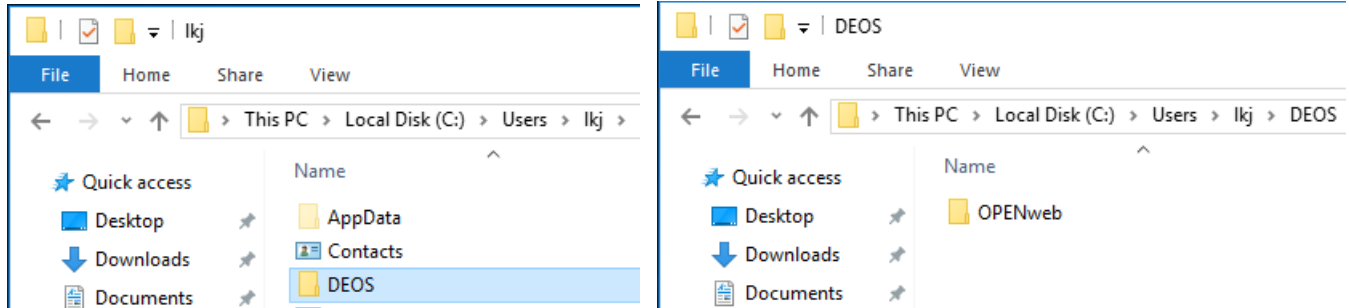 lkj
File Home Share View
This PC > Local Disk (C:) > Users > lkj >
Name
Quick access
Desktop
Downloads
Documents
AppData
Contacts
DEOS
DEOS
File Home Share View
This PC > Local Disk (C:) > Users > lkj > DEOS
Name
Quick access
Desktop
Downloads
Documents
OPENweb